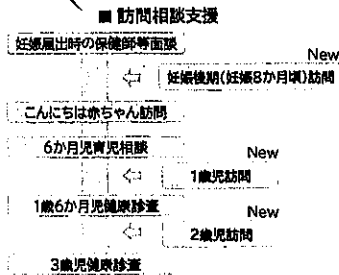 ■ 訪問相談支援
妊娠届出時の保健師等面談
New
妊娠後期(妊娠8か月頃)訪問
こんにちは赤ちゃん訪問
6か月児育児相談
New
1歳児訪問
1歳6か月児健康診査
New
2歳児訪問
3歳児健康診査